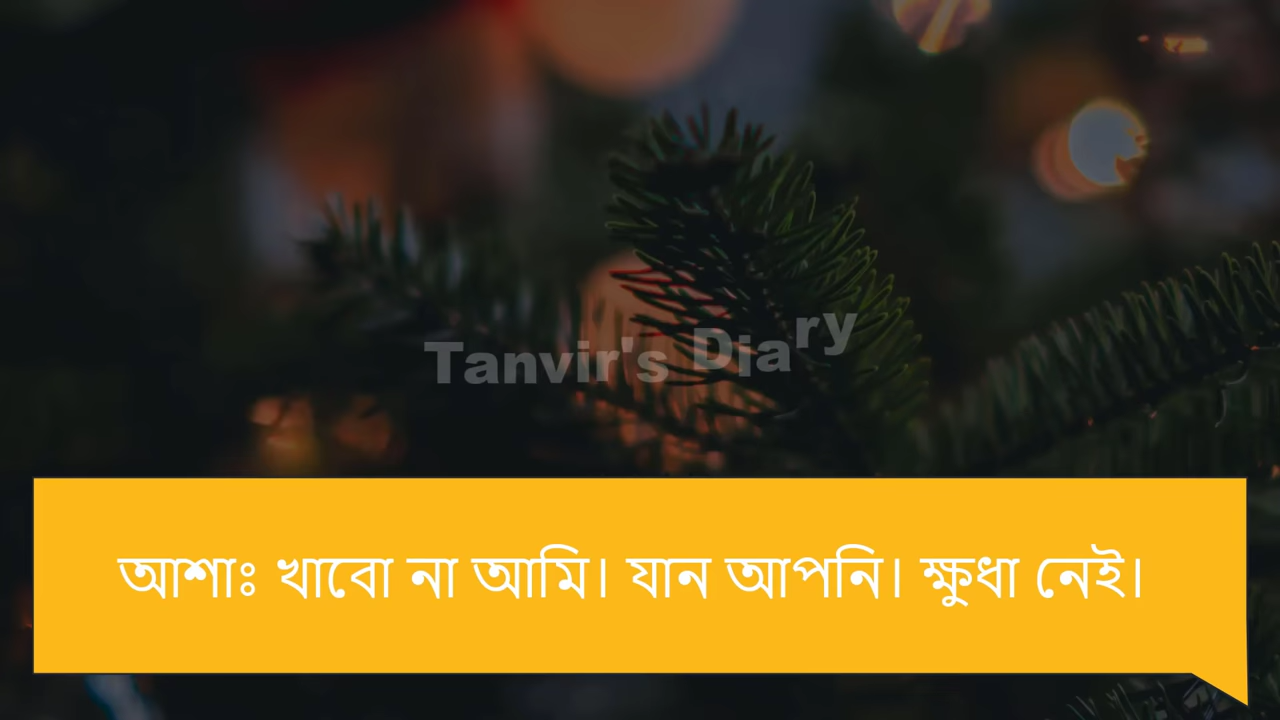 Tanvir's Diary
আশাঃ খাবো না আমি। যান আপনি। ক্ষুধা নেই।